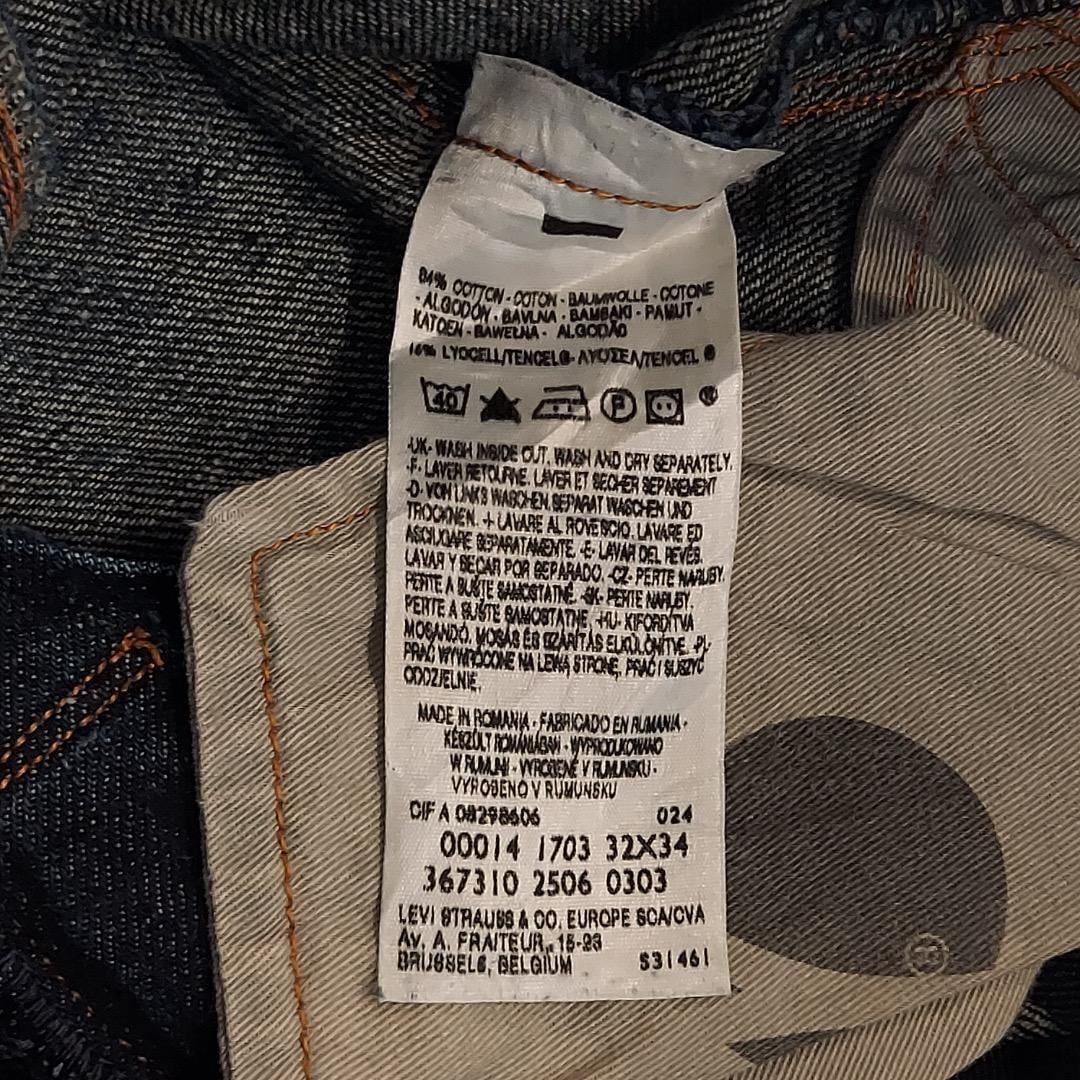 84% COTTON - COTON - BAUMWOLLE - COTONE
- ALGODÓN - BAVLNA - BAMBAKI - PAMUT -
KATOEN - BAWEŁNA - ALGODÃO
16% LYOCELL/TENCEL® - ΛΥΟΣΕΛ/TENCEL ®
40 P ®
-UK- WASH INSIDE OUT. WASH AND DRY SEPARATELY.
-F- LAVER RETOURNE. LAVER ET SECHER SEPAREMENT
-D- VON LINKS WASCHEN. SEPARAT WASCHEN UND
TROCKNEN. -I- LAVARE AL ROVESCIO. LAVARE ED
ASCIUGARE SEPARATAMENTE. -E- LAVAR DEL REVÉS.
LAVAR Y SECAR POR SEPARADO. -CZ- PERTE NARUBY.
PERTE A SUŠTE SAMOSTATNĚ. -SK- PERTE NARUBY.
PERTE A SUŠTE SAMOSTATNE. -HU- KIFORDÍTVA
MOSANDÓ. MOSÁS ÉS SZÁRÍTÁS ELKÜLÖNÍTVE. -PL-
PRAĆ WYWRÓCONE NA LEWĄ STRONĘ. PRAĆ I SUSZYĆ
ODDZIELNIE.
MADE IN ROMANIA - FABRICADO EN RUMANIA -
KÉSZÜLT ROMÁNIÁBAN - WYPRODUKOWANO
W RUMUNII - VYROBENÉ V RUMUNSKU -
VYROBENO V RUMUNSKU
CIF A 08298606 024
00014 1703 32X34
367310 2506 0303
LEVI STRAUSS & CO. EUROPE SCA/CVA
Av. A. FRAITEUR, 15-23
BRUSSELS, BELGIUM S31461